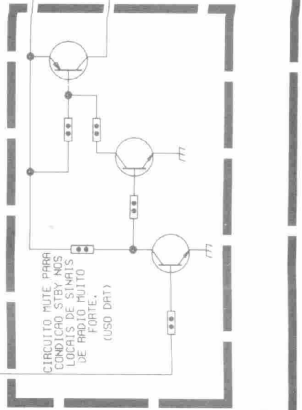 CIRCUITO MUTE PARA
CONDICAO STBY NOS
LOCAIS DE SINAIS
DE RADIO MUITO
FORTE.
(USO DAT)